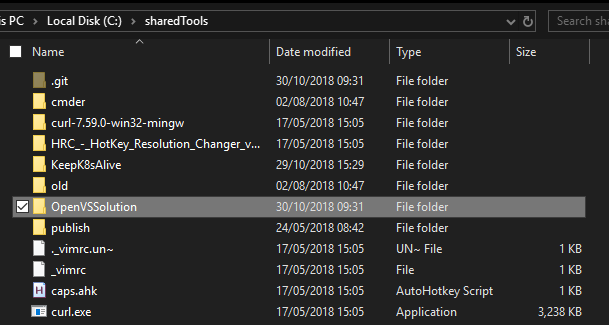 is PC > Local Disk (C:) > sharedTools Search sha
Name Date modified Type Size
.git 30/10/2018 09:31 File folder
cmder 02/08/2018 10:47 File folder
curl-7.59.0-win32-mingw 17/05/2018 15:05 File folder
HRC_-_HotKey_Resolution_Changer_v... 17/05/2018 15:05 File folder
KeepK8sAlive 29/10/2018 15:29 File folder
old 02/08/2018 10:47 File folder
OpenVSSolution 30/10/2018 09:31 File folder
publish 24/05/2018 08:42 File folder
._vimrc.un~ 17/05/2018 15:05 UN~ File 1 KB
_vimrc 17/05/2018 15:05 File 1 KB
caps.ahk 17/05/2018 15:05 AutoHotkey Script 1 KB
curl.exe 17/05/2018 15:05 Application 3,238 KB